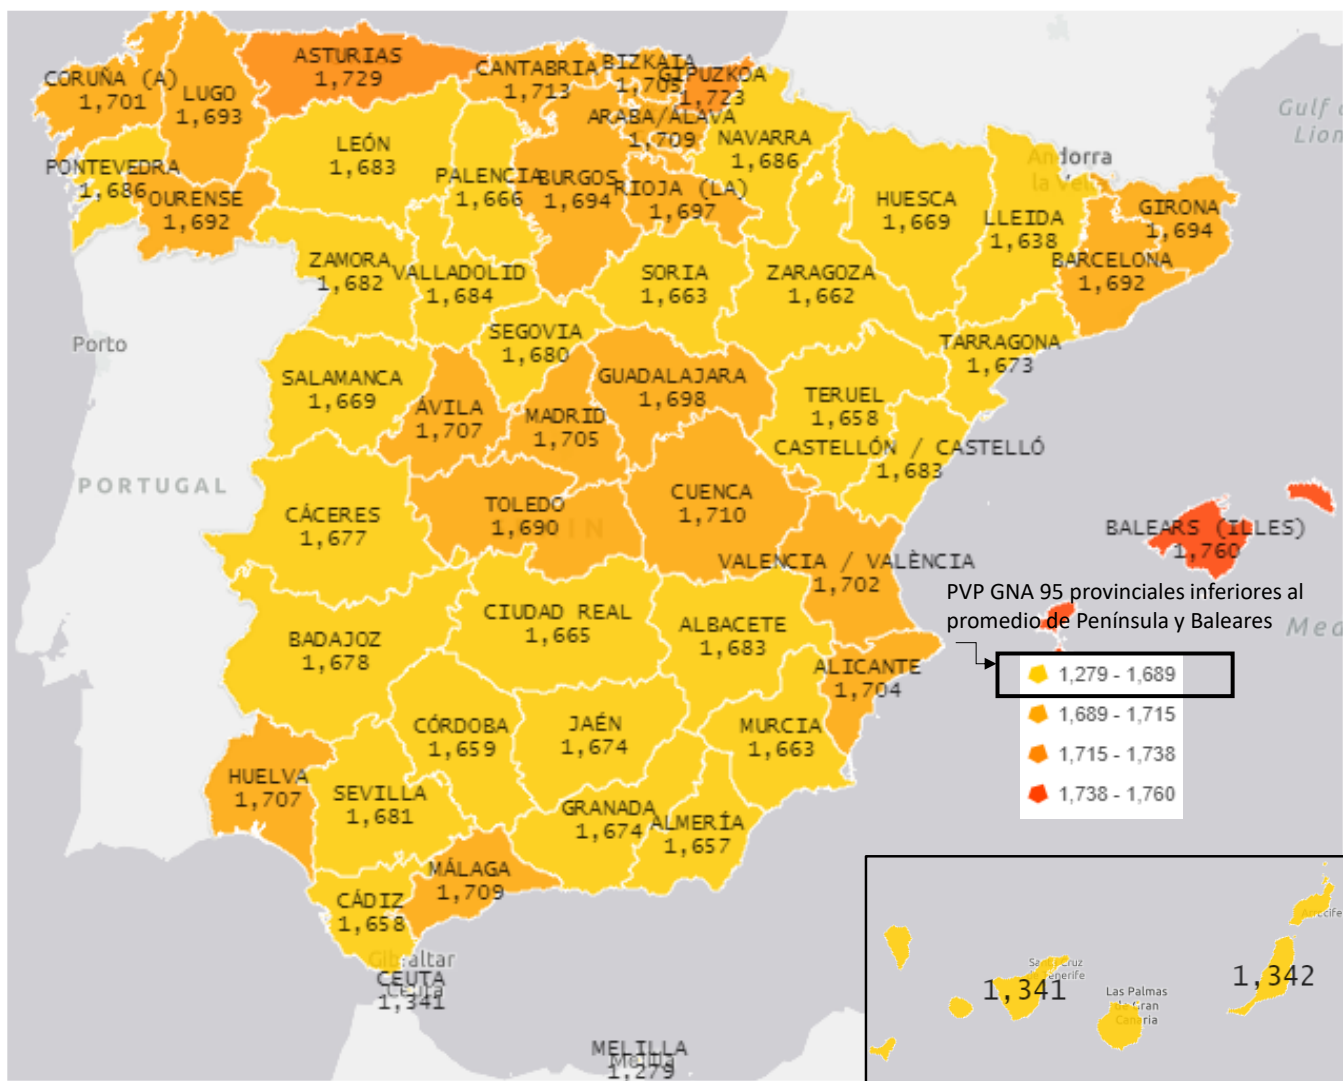 ASTURIAS
1,729
CANTABRIA
1,713
BIZKAIA
1,705
GIPUZKOA
1,723
CORUÑA (A)
1,701
LUGO
1,693
ARABA/ÁLAVA
1,709
NAVARRA
1,686
LEÓN
1,683
PALENCIA
1,666
BURGOS
1,694
RIOJA (LA)
1,697
PONTEVEDRA
1,686
OURENSE
1,692
HUESCA
1,669
Andorra
LLEIDA
1,638
GIRONA
1,694
BARCELONA
1,692
Gulf
Lion
ZAMORA
1,682
VALLADOLID
1,684
SORIA
1,663
ZARAGOZA
1,662
SEGOVIA
1,680
TARRAGONA
1,673
Porto
SALAMANCA
1,669
ÁVILA
1,707
MADRID
1,705
GUADALAJARA
1,698
TERUEL
1,658
CASTELLÓN / CASTELLÓ
1,683
PORTUGAL
CÁCERES
1,677
TOLEDO
1,690
CUENCA
1,710
VALENCIA / VALÈNCIA
1,702
BALEARS (ILLES)
1,760
PVP GNA 95 provinciales inferiores al
promedio de Península y Baleares
BADAJOZ
1,678
CIUDAD REAL
1,665
ALBACETE
1,683
ALICANTE
1,704
1,279 - 1,689
1,689 - 1,715
1,715 - 1,738
1,738 - 1,760
CÓRDOBA
1,659
JAÉN
1,674
MURCIA
1,663
HUELVA
1,707
SEVILLA
1,681
GRANADA
1,674
ALMERÍA
1,657
MÁLAGA
1,709
CÁDIZ
1,658
Gibraltar
CEUTA
Ceuta
1,341
MELILLA
Melilla
1,279
1,341
1,342
Las Palmas
de Gran
Canaria